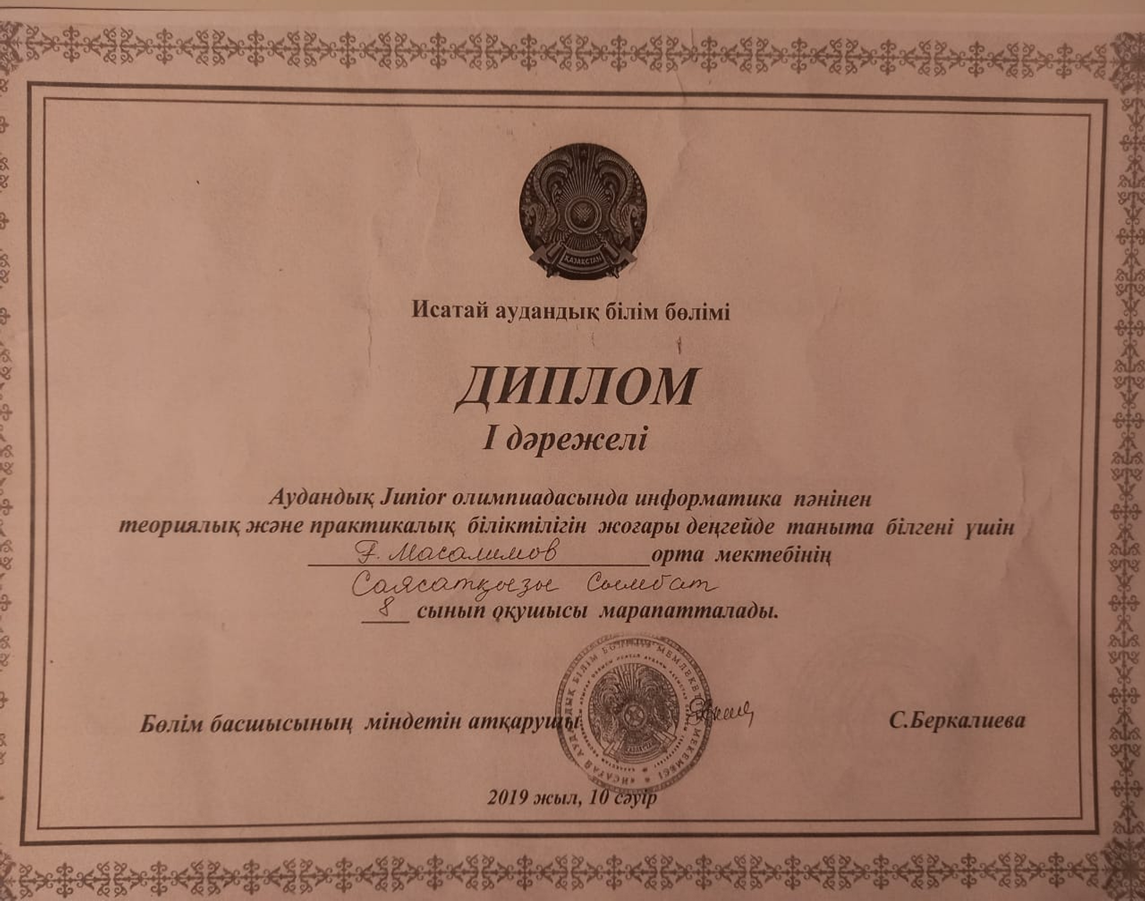 ҚАЗАҚСТАН
Исатай аудандық білім бөлімі
ДИПЛОМ
І дәрежелі
Аудандық Junior олимпиадасында информатика пәнінен
теориялық және практикалық біліктілігін жоғары деңгейде таныта білгені үшін
Ғ. Масалимов орта мектебінің
Саясатқызы Сымбат
8 сынып оқушысы марапатталады.
Бөлім басшысының міндетін атқарушы
С.Беркалиева
2019 жыл, 10 сәуір